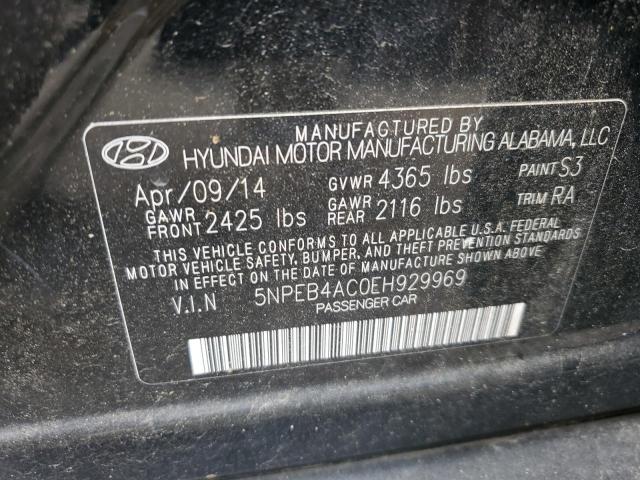 MANUFACTURED BY
HYUNDAI MOTOR MANUFACTURING ALABAMA, LLC
Apr/09/14 GVWR 4365 lbs PAINT S3
GAWR FRONT 2425 lbs GAWR REAR 2116 lbs TRIM RA
THIS VEHICLE CONFORMS TO ALL APPLICABLE U.S.A. FEDERAL
MOTOR VEHICLE SAFETY, BUMPER, AND THEFT PREVENTION STANDARDS
IN EFFECT ON THE DATE OF MANUFACTURE SHOWN ABOVE.
V.I.N 5NPEB4AC0EH929969
PASSENGER CAR